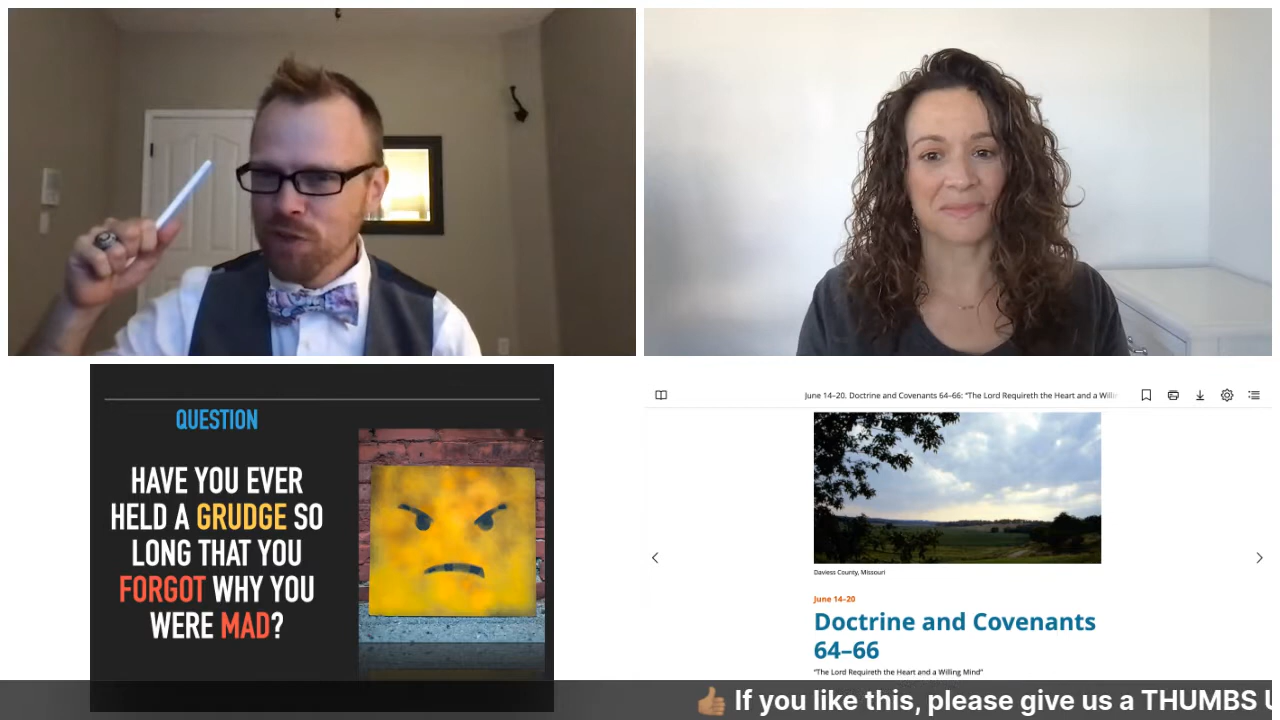 QUESTION
HAVE YOU EVER
HELD A GRUDGE SO
LONG THAT YOU
FORGOT WHY YOU
WERE MAD?
June 14–20. Doctrine and Covenants 64–66: “The Lord Requireth the Heart and a Willin
Daviess County, Missouri
June 14–20
Doctrine and Covenants
64–66
“The Lord Requireth the Heart and a Willing Mind”
👍🏽 If you like this, please give us a THUMBS U